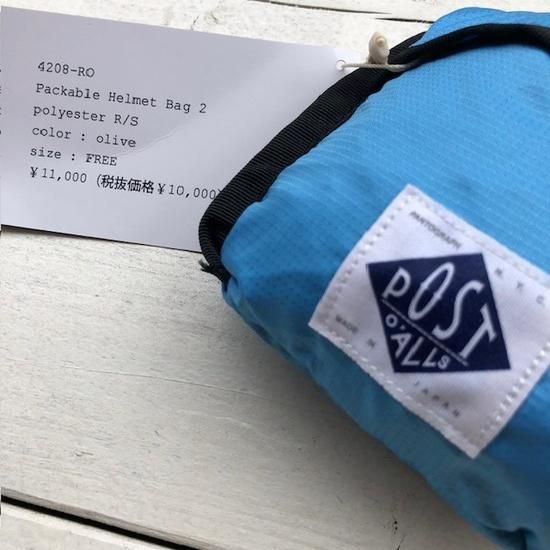 4208-RO
Packable Helmet Bag 2
polyester R/S
color : olive
size : FREE
¥11,000 (税抜価格¥10,000)
PANTOGRAPH
N.Y.C.
POST
O'ALLS
MADE IN
JAPAN